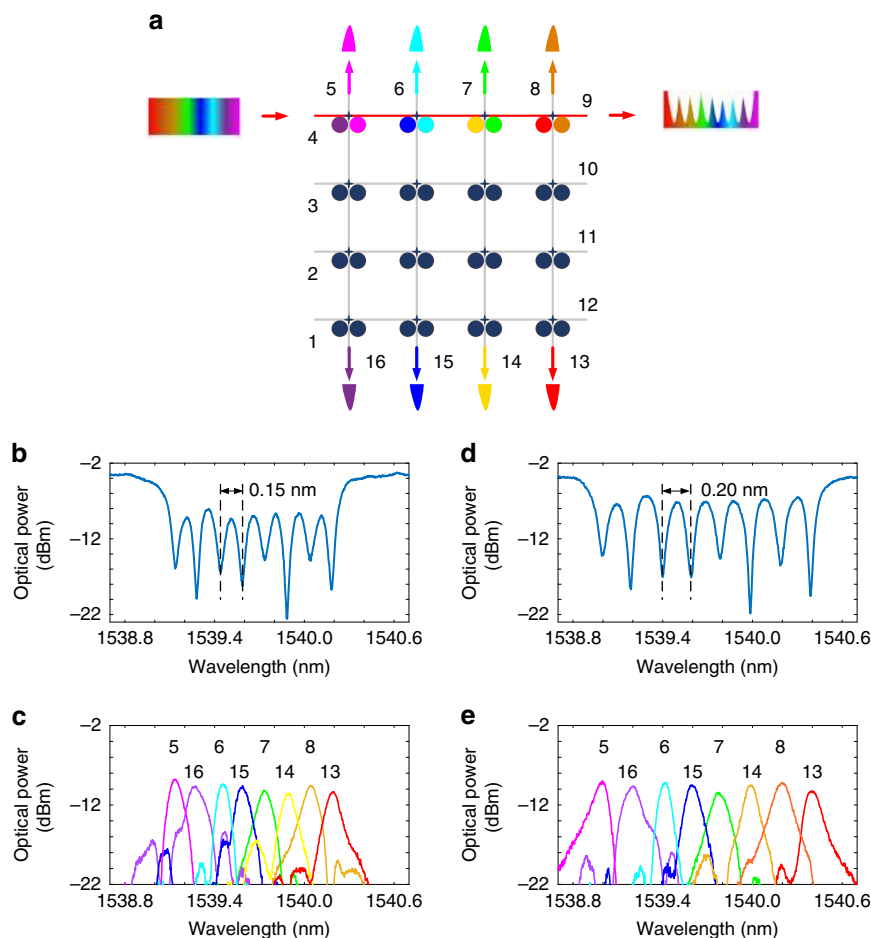 a
5 6 7 8
9
4
10
3
11
2
12
1
16 15 14 13
b
−2
−12
−22
Optical power
(dBm)
0.15 nm
1538.8 1539.4 1540.0 1540.6
Wavelength (nm)
d
−2
−12
−22
Optical power
(dBm)
0.20 nm
1538.8 1539.4 1540.0 1540.6
Wavelength (nm)
c
−2
−12
−22
Optical power
(dBm)
5 6 7 8
16 15 14 13
1538.8 1539.4 1540.0 1540.6
Wavelength (nm)
e
−2
−12
−22
Optical power
(dBm)
5 6 7 8
16 15 14 13
1538.8 1539.4 1540.0 1540.6
Wavelength (nm)